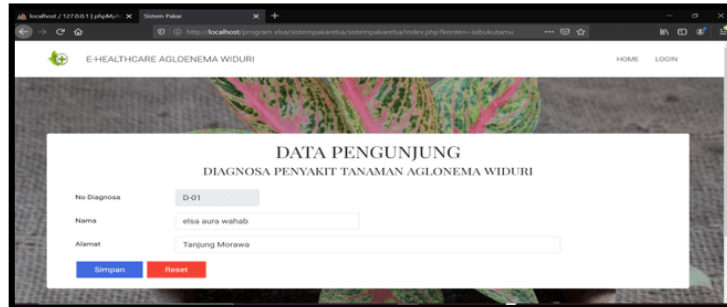 localhost / 127.0.0.1 | phpMyA
Sistem Pakar
http://localhost/program elsa/sistempakarelsa/sistempakarelsa/index.php?konten=isibukutamu
E-HEALTHCARE AGLOENEMA WIDURI
HOME LOGIN
DATA PENGUNJUNG
DIAGNOSA PENYAKIT TANAMAN AGLONEMA WIDURI
No Diagnosa D-01
Nama elsa aura wahab
Alamat Tanjung Morawa
Simpan Reset